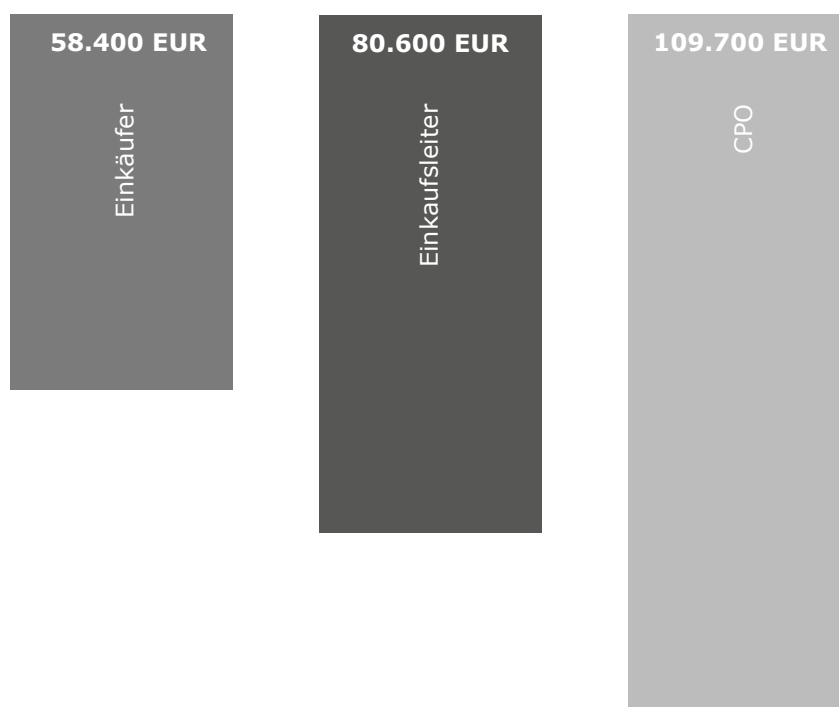 58.400 EUR
Einkäufer
80.600 EUR
Einkaufsleiter
109.700 EUR
CPO